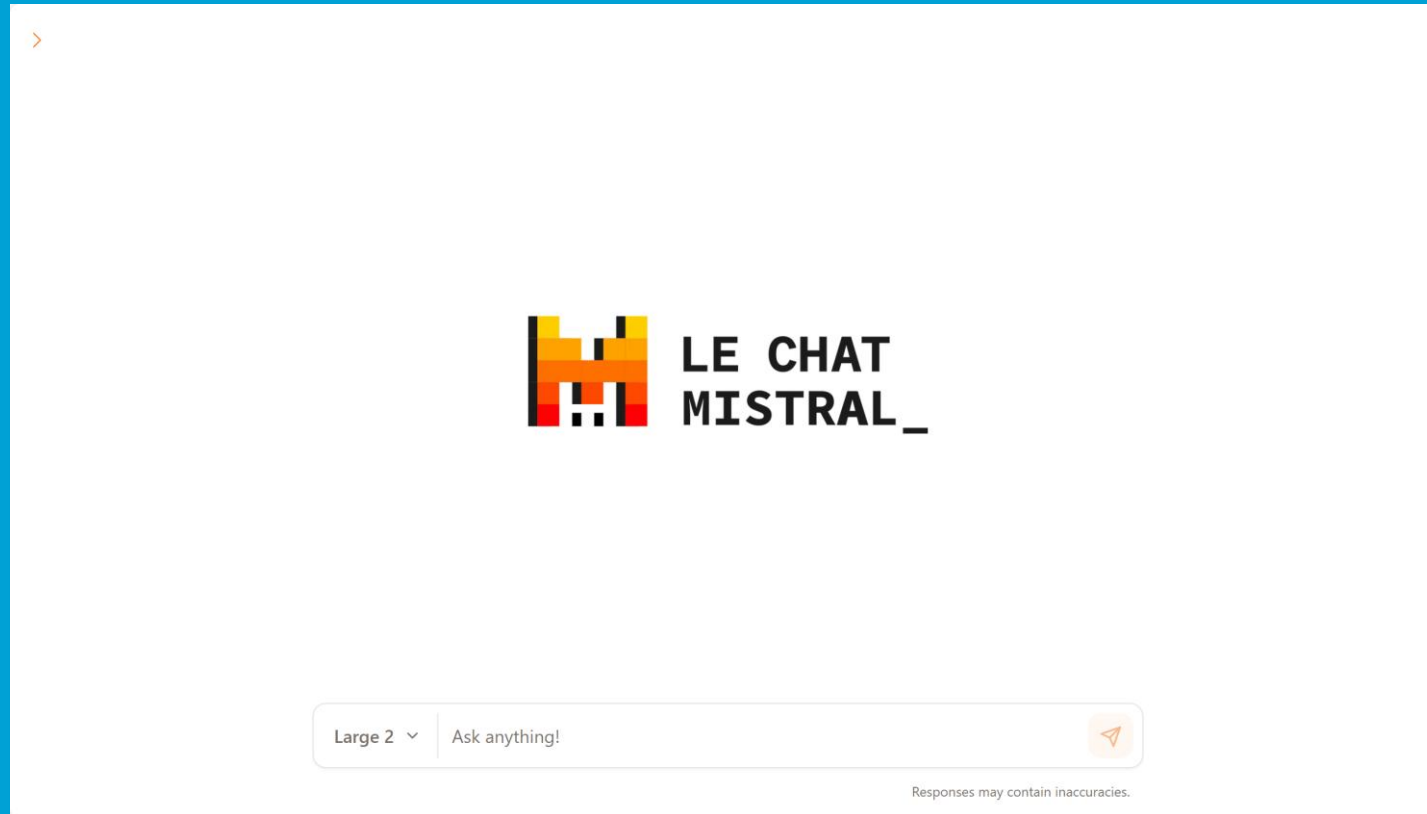 LE CHAT
MISTRAL_
Large 2
Ask anything!
Responses may contain inaccuracies.